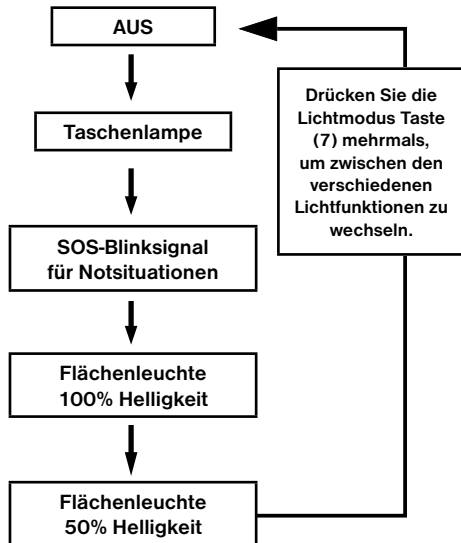 AUS
Taschenlampe
SOS-Blinksignal
für Notsituationen
Flächenleuchte
100% Helligkeit
Flächenleuchte
50% Helligkeit
Drücken Sie die
Lichtmodus Taste
(7) mehrmals,
um zwischen den
verschiedenen
Lichtfunktionen zu
wechseln.